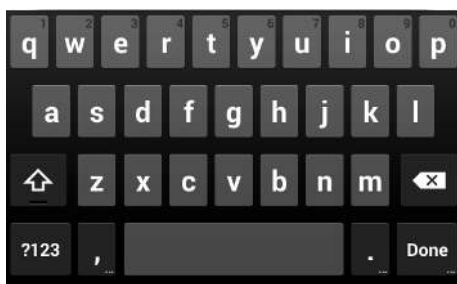 1 2 3 4 5 6 7 8 9 0
q w e r t y u i o p
a s d f g h j k l
z x c v b n m
?123 , . Done